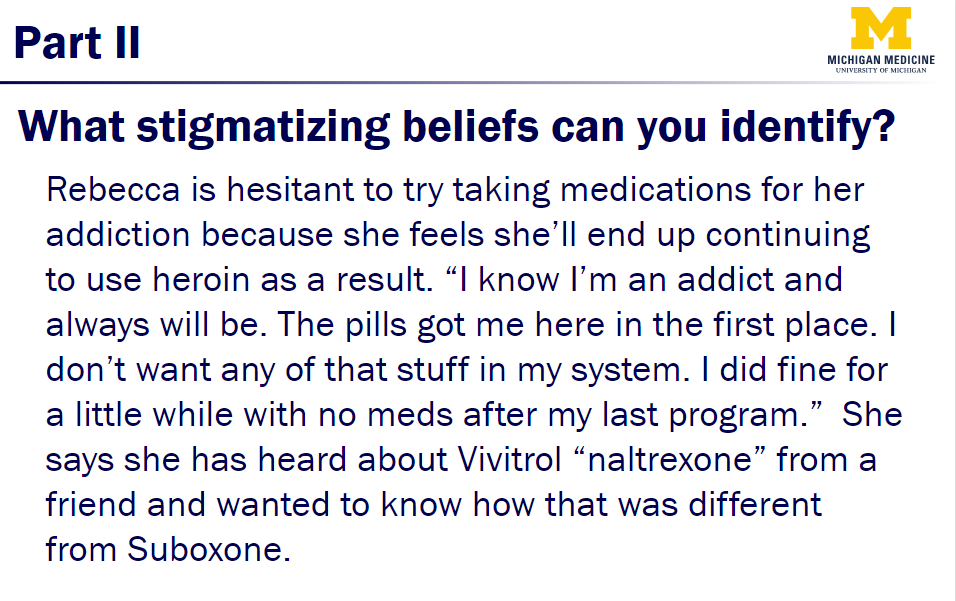 Part II
M
MICHIGAN MEDICINE
UNIVERSITY OF MICHIGAN
What stigmatizing beliefs can you identify?
Rebecca is hesitant to try taking medications for her
addiction because she feels she’ll end up continuing
to use heroin as a result. “I know I’m an addict and
always will be. The pills got me here in the first place. I
don’t want any of that stuff in my system. I did fine for
a little while with no meds after my last program.”  She
says she has heard about Vivitrol “naltrexone” from a
friend and wanted to know how that was different
from Suboxone.